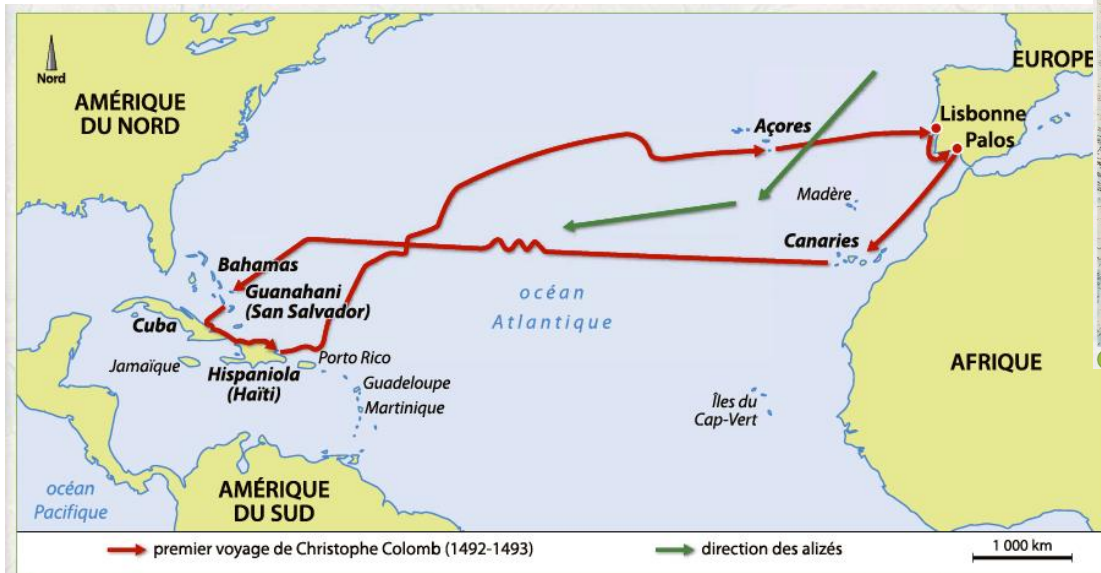 Nord
AMÉRIQUE
DU NORD
EUROPE
Açores
Lisbonne
Palos
Madère
Canaries
Bahamas
Guanahani
(San Salvador)
océan
Atlantique
Cuba
Jamaïque
Hispaniola
(Haïti)
Porto Rico
Guadeloupe
Martinique
Îles du
Cap-Vert
AFRIQUE
océan
Pacifique
AMÉRIQUE
DU SUD
premier voyage de Christophe Colomb (1492-1493)
direction des alizés
1 000 km